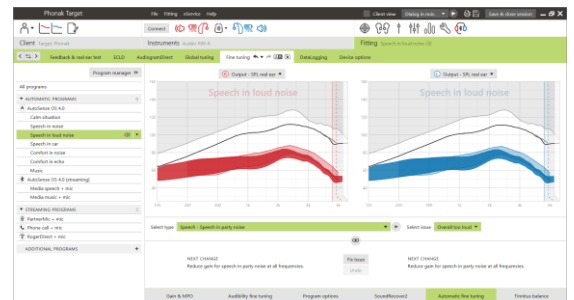 Phonak Target
File Fitting eService Help
Client view
Save & close session
Connect
Client Target, Phonak
Instruments Audéo P90-R
Fitting Speech in loud noise
Feedback & real ear test
ECLD
AudiogramDirect
Global tuning
Fine tuning
DataLogging
Device options
Program manager
All programs
AUTOMATIC PROGRAMS
AutoSense OS 4.0
Calm situation
Speech in noise
Speech in loud noise
Speech in car
Comfort in noise
Comfort in echo
Music
AutoSense OS 4.0 (streaming)
Media speech + mic
Media music + mic
STREAMING PROGRAMS
PartnerMic + mic
Phone call + mic
RogerDirect + mic
ADDITIONAL PROGRAMS +
R Output - SPL real ear
Speech in loud noise
L Output - SPL real ear
Speech in loud noise
Select type
Speech - Speech in party noise
Select issue
Overall too loud
NEXT CHANGE
Reduce gain for speech in party noise at all frequencies.
Fix issue
Undo
NEXT CHANGE
Reduce gain for speech in party noise at all frequencies.
Gain & MPO
Audibility fine tuning
Program options
SoundRecover2
Automatic fine tuning
Tinnitus balance